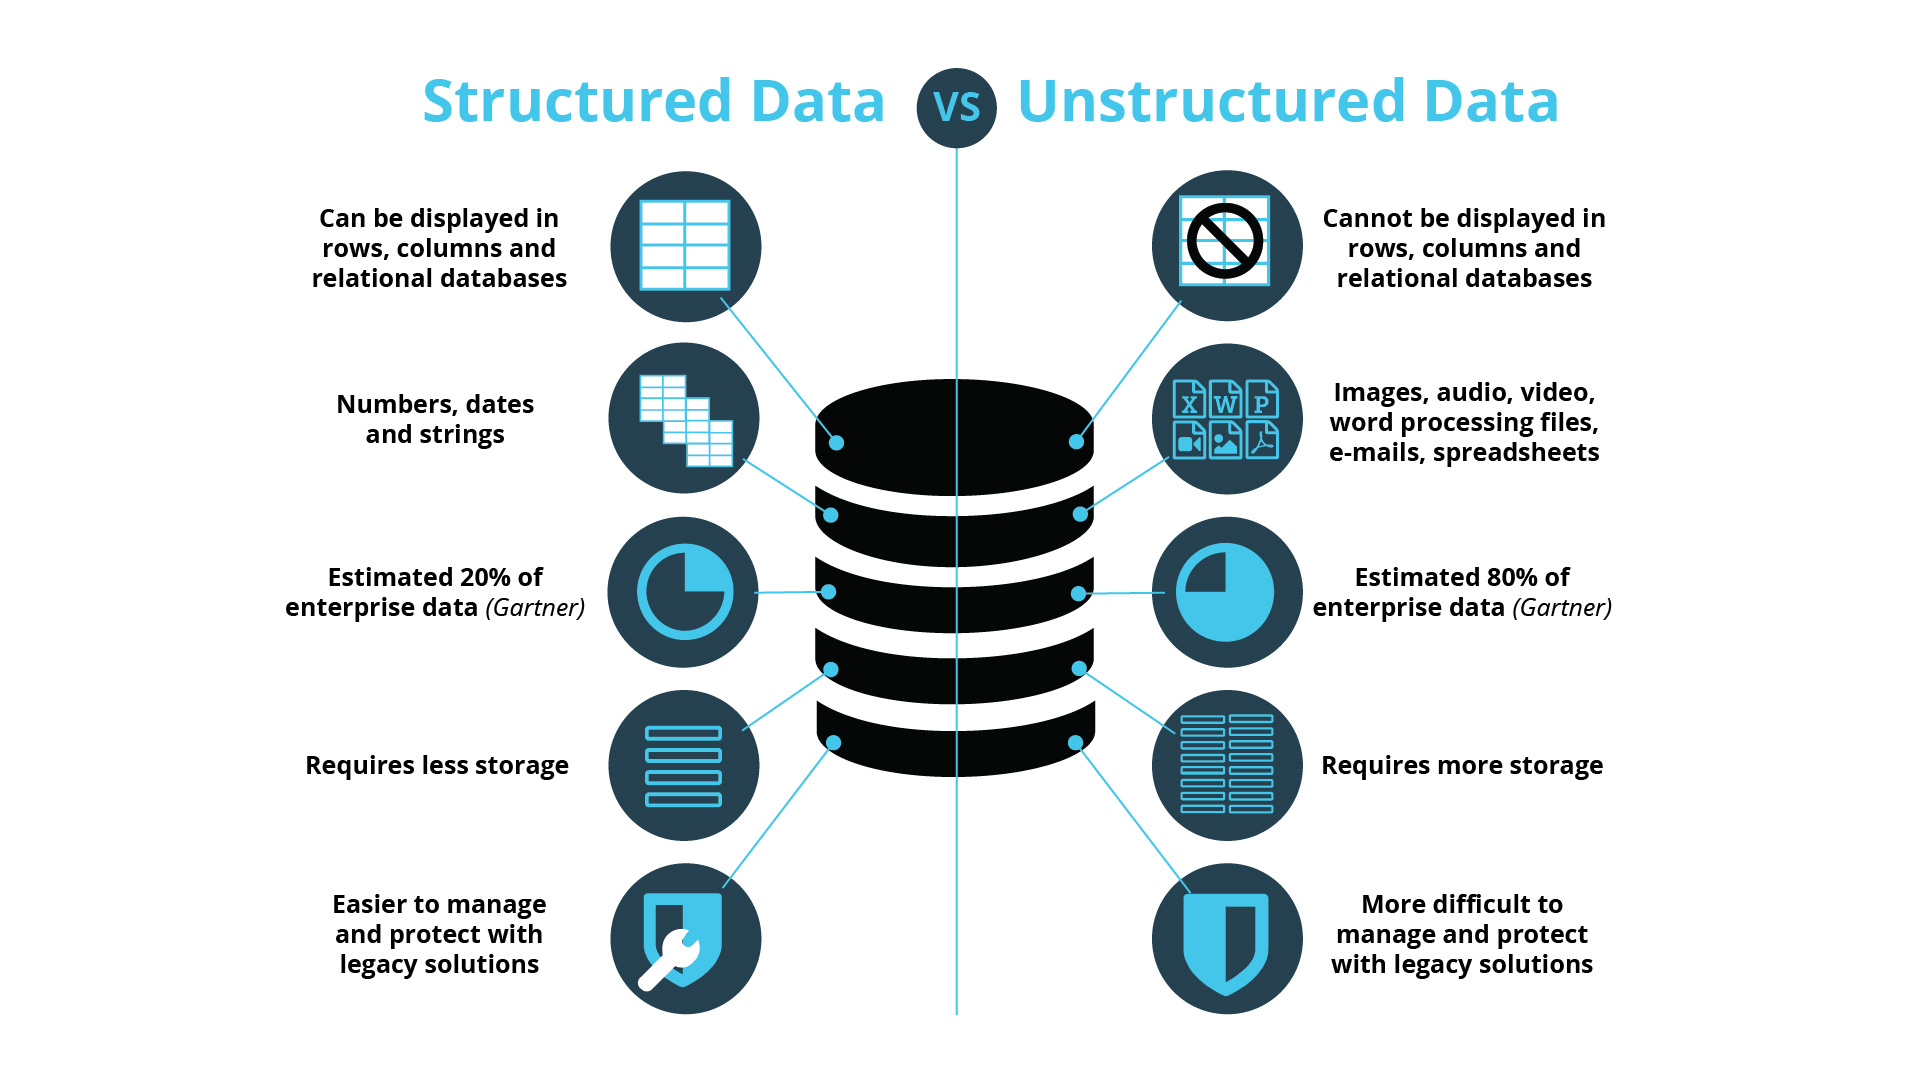 Structured Data VS Unstructured Data
Can be displayed in
rows, columns and
relational databases
Cannot be displayed in
rows, columns and
relational databases
Numbers, dates
and strings
X W P
Images, audio, video,
word processing files,
e-mails, spreadsheets
Estimated 20% of
enterprise data (Gartner)
Estimated 80% of
enterprise data (Gartner)
Requires less storage
Requires more storage
Easier to manage
and protect with
legacy solutions
More difficult to
manage and protect
with legacy solutions